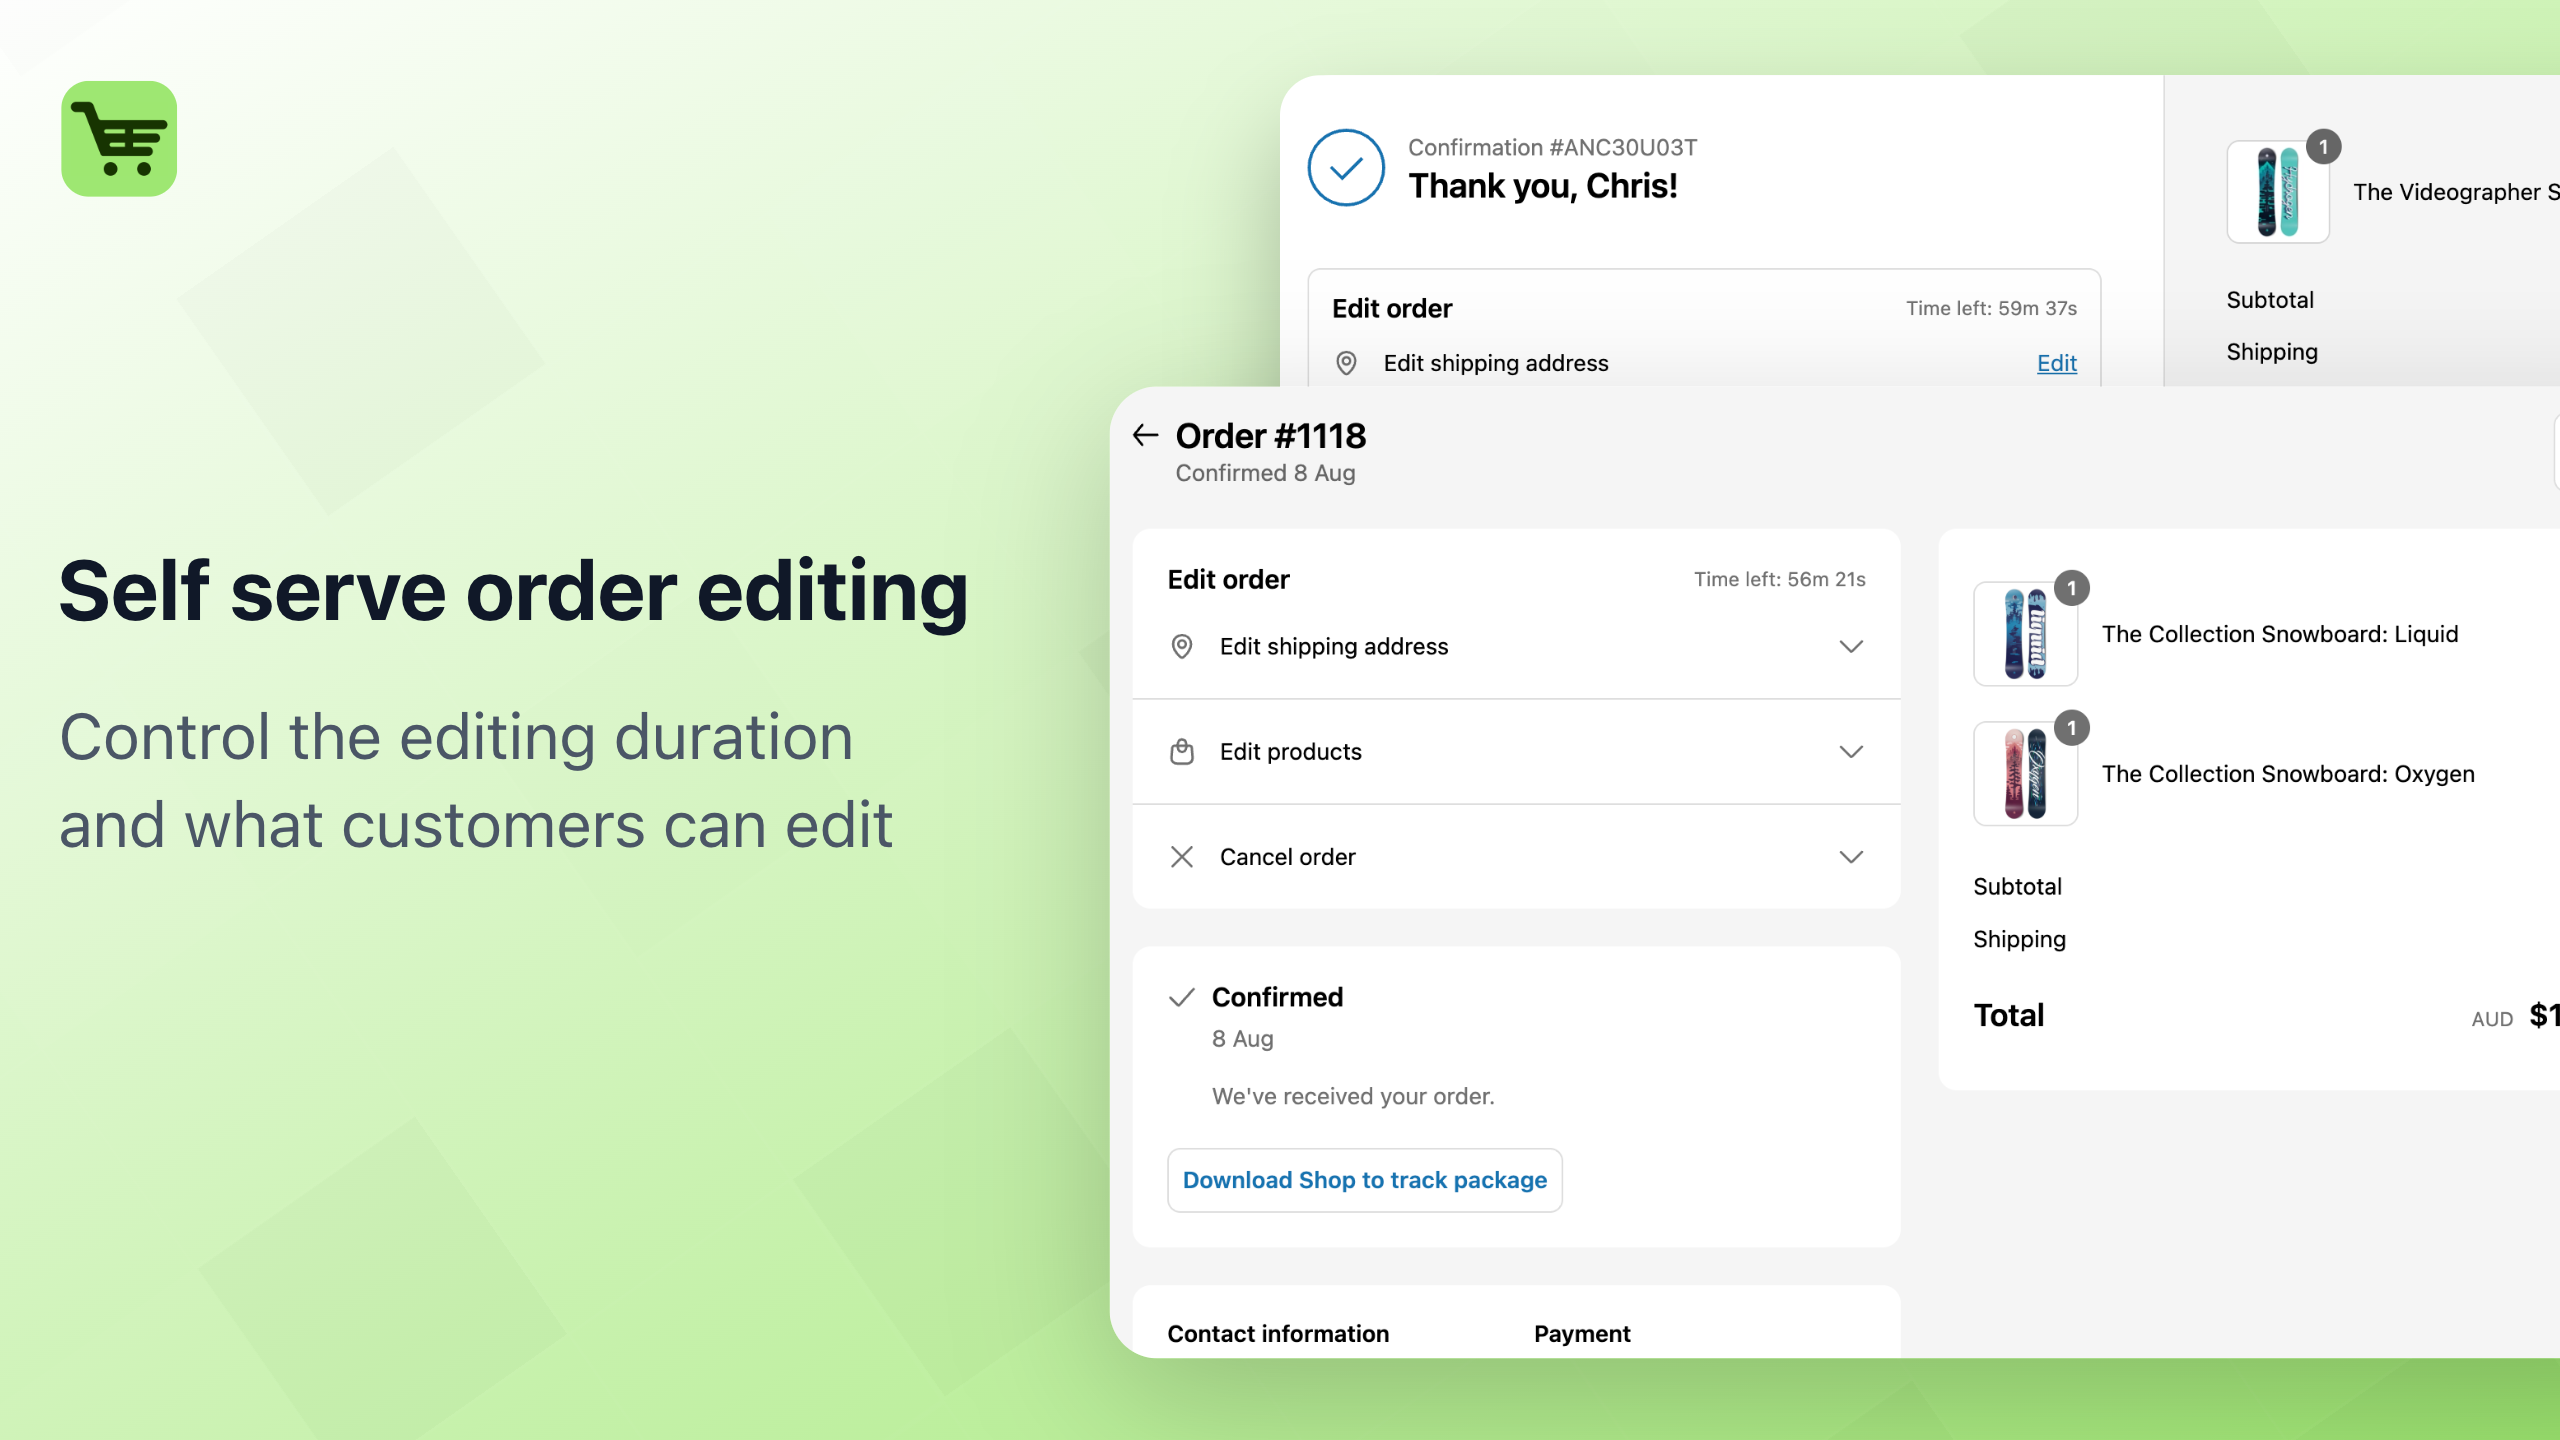 Self serve order editing
Control the editing duration
and what customers can edit
Confirmation #ANC30U03T
Thank you, Chris!
Edit order
Time left: 59m 37s
Edit shipping address
Edit
1
The Videographer S
Subtotal
Shipping
Order #1118
Confirmed 8 Aug
Edit order
Time left: 56m 21s
Edit shipping address
Edit products
Cancel order
Confirmed
8 Aug
We've received your order.
Download Shop to track package
Contact information
Payment
liquid
1
The Collection Snowboard: Liquid
Oxygen
1
The Collection Snowboard: Oxygen
Subtotal
Shipping
Total
AUD $1